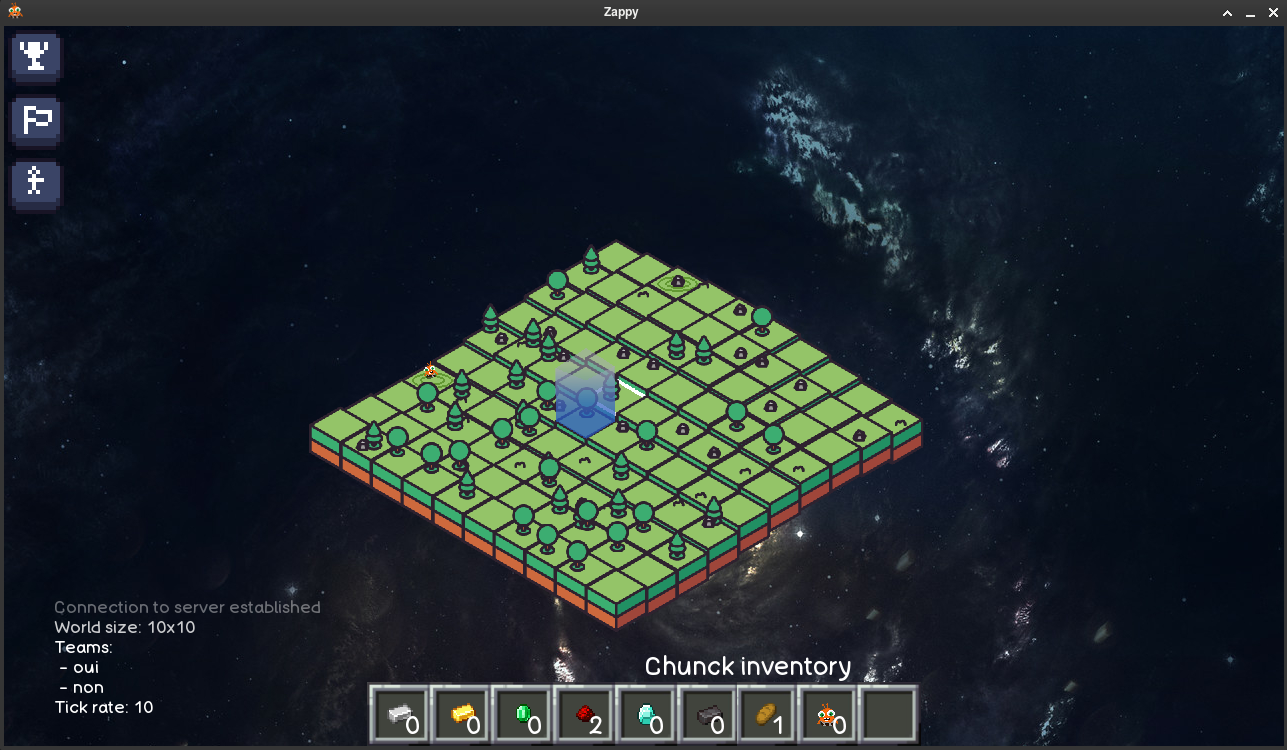 Zappy
Connection to server established
World size: 10x10
Teams:
- oui
- non
Tick rate: 10
Chunck inventory
0 0 0 2 0 0 1 0